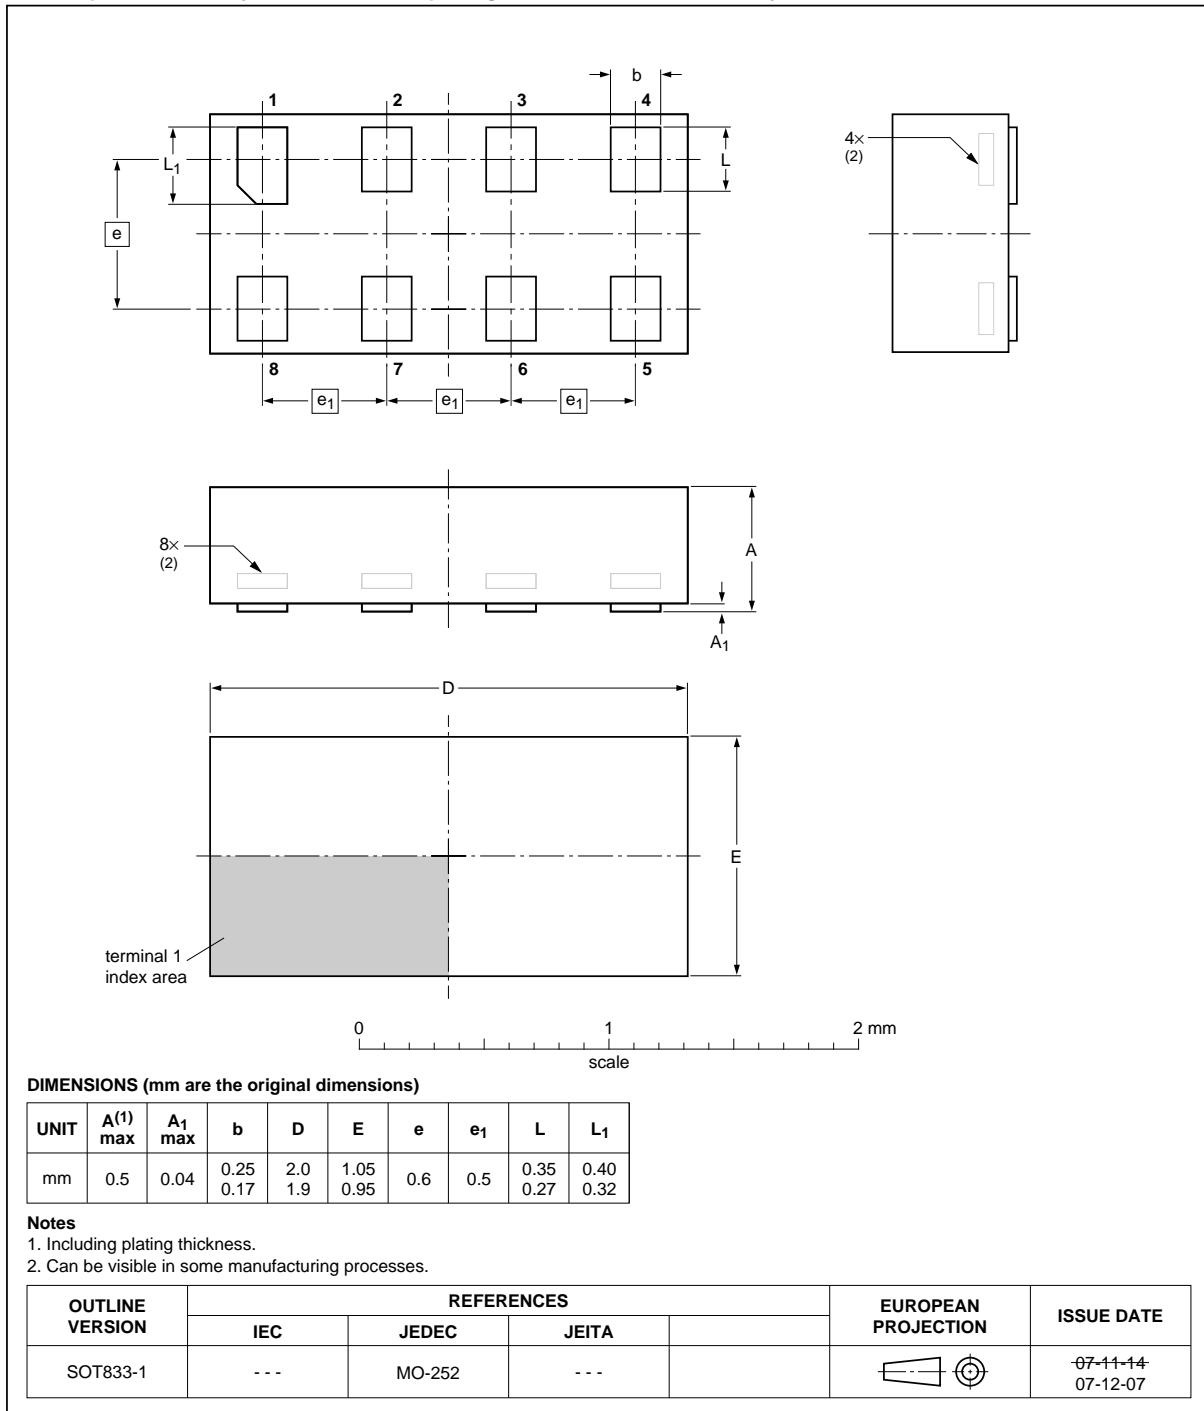 1 2 3 4
b
L1
L
e
8 7 6 5
e1 e1 e1
4×
(2)
8×
(2)
A
A1
D
E
terminal 1
index area
0 1 2 mm
scale
DIMENSIONS (mm are the original dimensions)
UNIT A(1) max A1 max b D E e e1 L L1
mm 0.5 0.04 0.25 0.17 2.0 1.9 1.05 0.95 0.6 0.5 0.35 0.27 0.40 0.32
Notes
1. Including plating thickness.
2. Can be visible in some manufacturing processes.
OUTLINE VERSION REFERENCES EUROPEAN PROJECTION ISSUE DATE
IEC JEDEC JEITA
SOT833-1 - - - MO-252 - - - 07-11-14
07-12-07